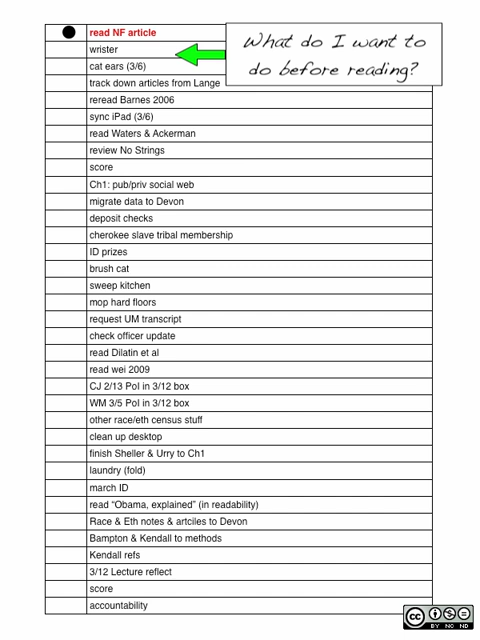 read NF article
What do I want to
do before reading?
wrister
cat ears (3/6)
track down articles from Lange
reread Barnes 2006
sync iPad (3/6)
read Waters & Ackerman
review No Strings
score
Ch1: pub/priv social web
migrate data to Devon
deposit checks
cherokee slave tribal membership
ID prizes
brush cat
sweep kitchen
mop hard floors
request UM transcript
check officer update
read Dilatin et al
read wei 2009
CJ 2/13 Pol in 3/12 box
WM 3/5 Pol in 3/12 box
other race/eth census stuff
clean up desktop
finish Sheller & Urry to Ch1
laundry (fold)
march ID
read “Obama, explained” (in readability)
Race & Eth notes & artciles to Devon
Bampton & Kendall to methods
Kendall refs
3/12 Lecture reflect
score
accountability
cc
BY NC ND